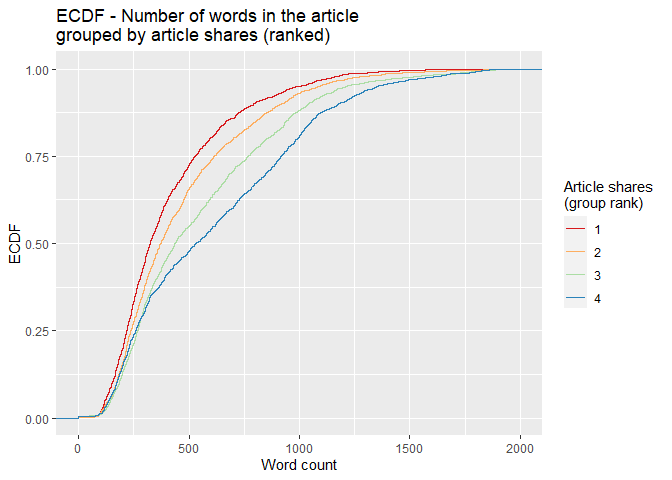 ECDF - Number of words in the article
grouped by article shares (ranked)
1.00
0.75
0.50
0.25
0.00
ECDF
0
500
1000
1500
2000
Word count
Article shares
(group rank)
1
2
3
4